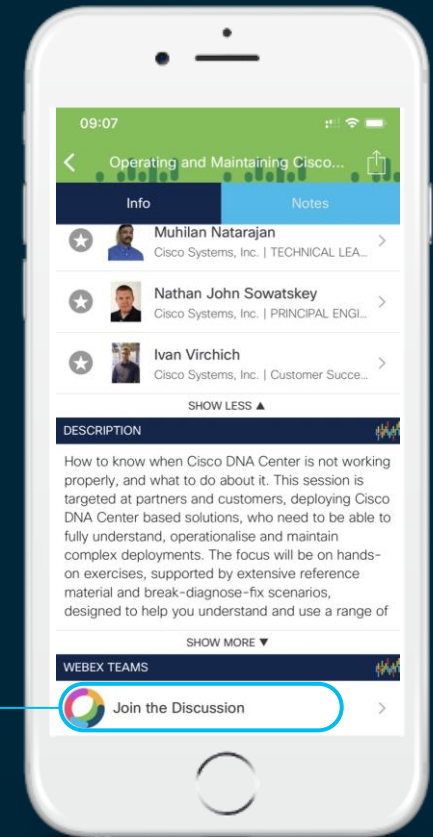 09:07
Operating and Maintaining Cisco...
Info
Notes
Muhilan Natarajan
Cisco Systems, Inc. | TECHNICAL LEA...
Nathan John Sowatskey
Cisco Systems, Inc. | PRINCIPAL ENGI...
Ivan Virchich
Cisco Systems, Inc. | Customer Succe...
SHOW LESS ▲
DESCRIPTION
How to know when Cisco DNA Center is not working
properly, and what to do about it. This session is
targeted at partners and customers, deploying Cisco
DNA Center based solutions, who need to be able to
fully understand, operationalise and maintain
complex deployments. The focus will be on hands-
on exercises, supported by extensive reference
material and break-diagnose-fix scenarios,
designed to help you understand and use a range of
SHOW MORE ▼
WEBEX TEAMS
Join the Discussion